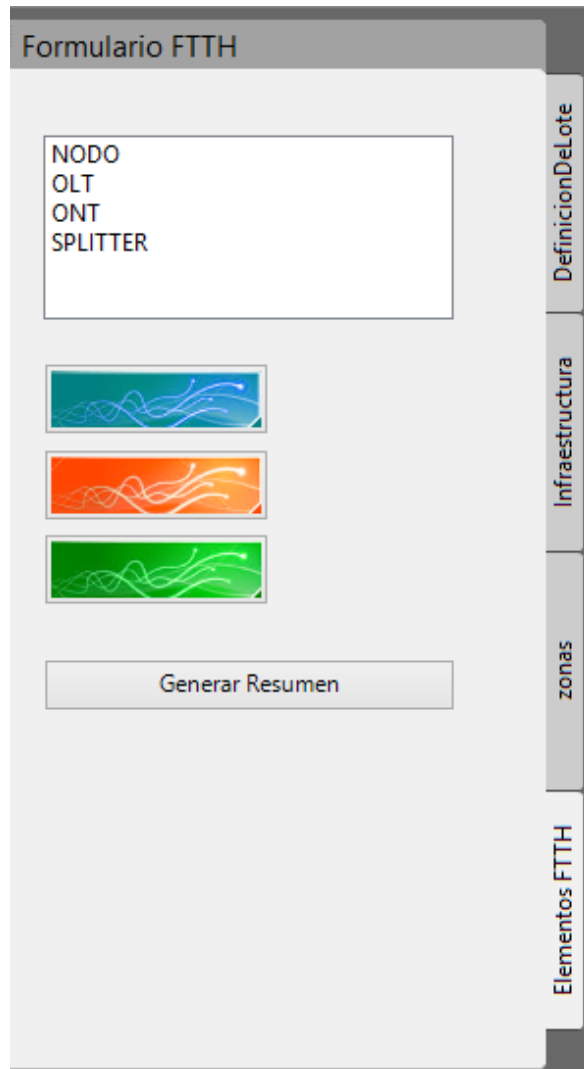 Formulario FTTH
NODO
OLT
ONT
SPLITTER
Generar Resumen
DefinicionDeLote
Infraestructura
zonas
Elementos FTTH